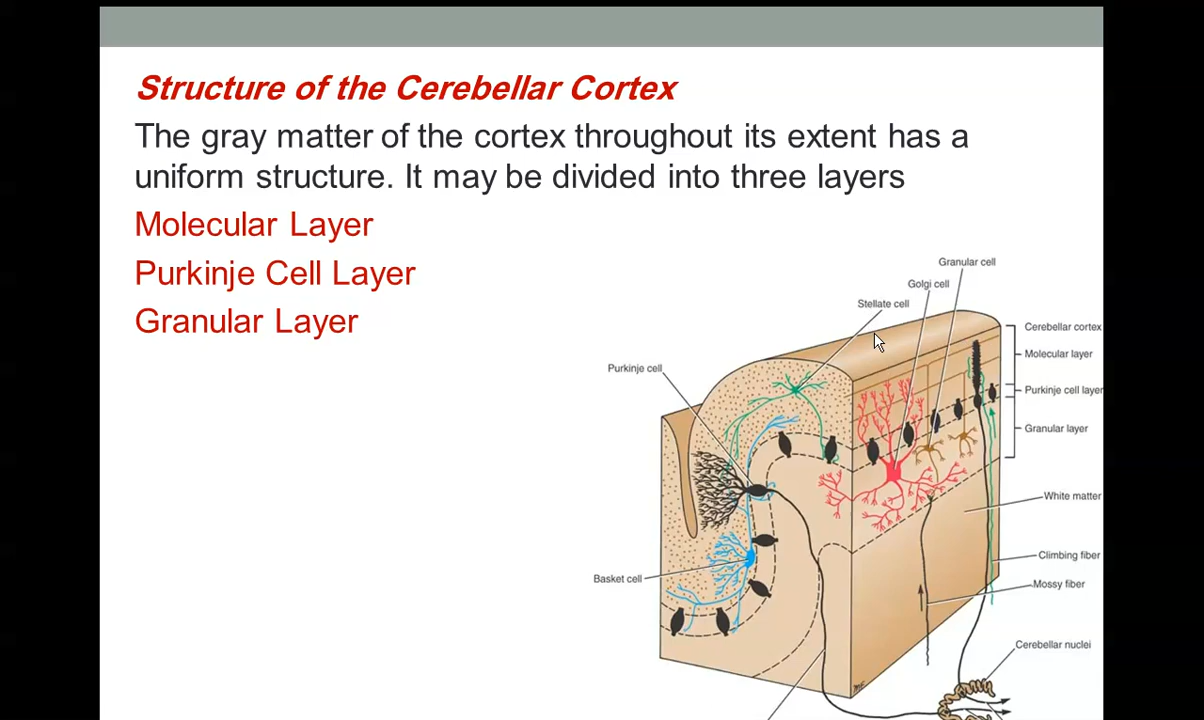 Structure of the Cerebellar Cortex
The gray matter of the cortex throughout its extent has a
uniform structure. It may be divided into three layers
Molecular Layer
Purkinje Cell Layer
Granular Layer
Granular cell
Golgi cell
Stellate cell
Cerebellar cortex
Molecular layer
Purkinje cell
Purkinje cell layer
Granular layer
White matter
Climbing fiber
Basket cell
Mossy fiber
Cerebellar nuclei